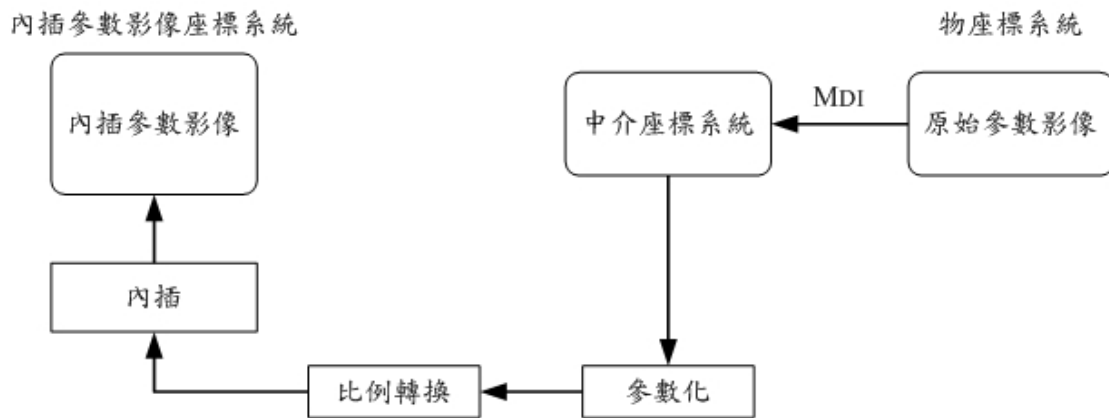 內插參數影像座標系統
物座標系統
內插參數影像
中介座標系統
MDI
原始參數影像
內插
比例轉換
參數化